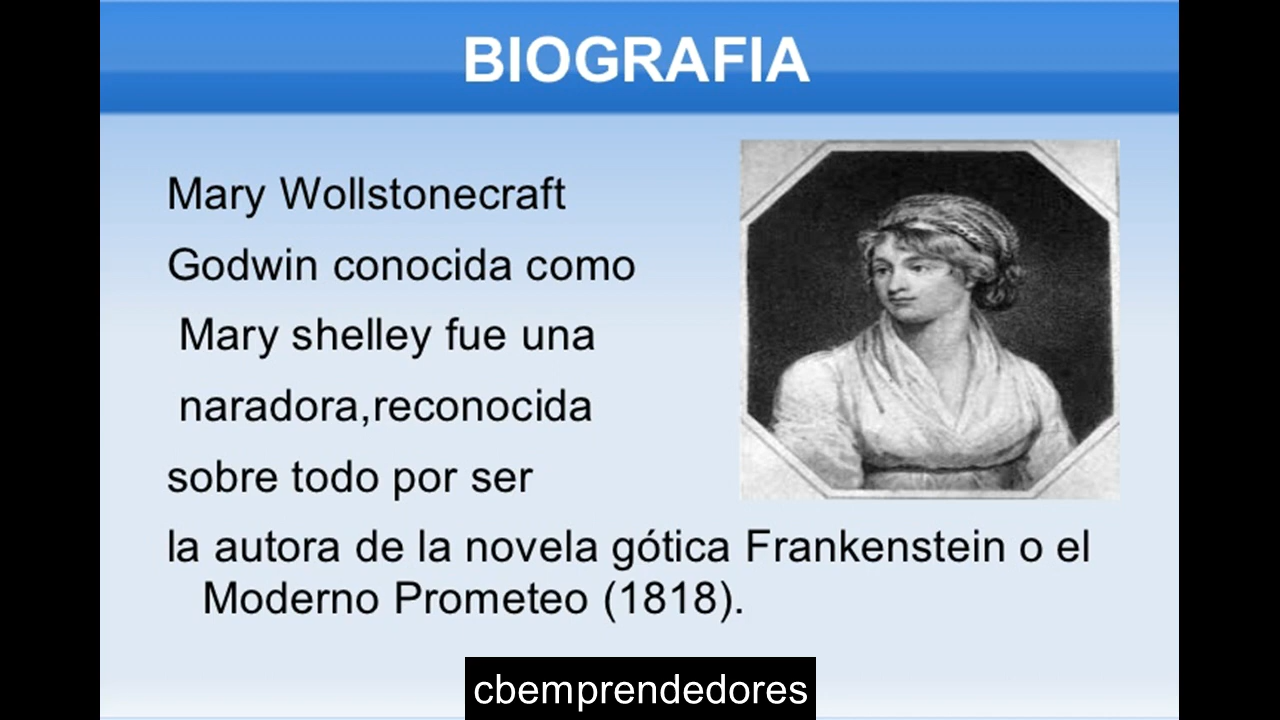 BIOGRAFIA
Mary Wollstonecraft
Godwin conocida como
Mary shelley fue una
naradora,reconocida
sobre todo por ser
la autora de la novela gótica Frankenstein o el
Moderno Prometeo (1818).
cbemprendedores